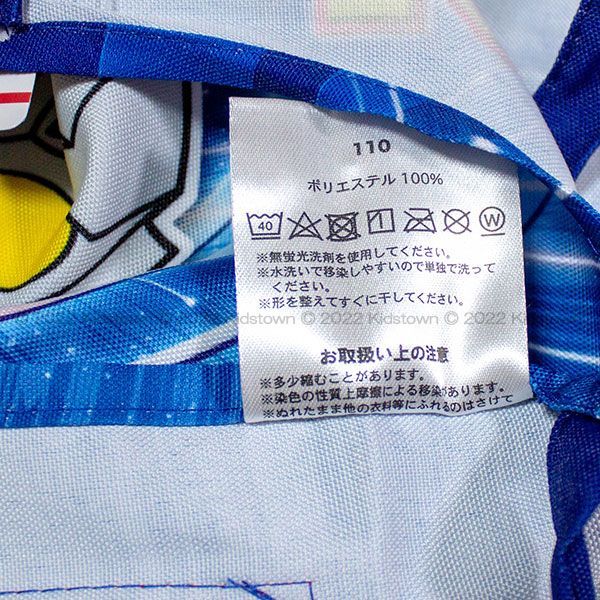 110
ポリエステル 100%
40
W
※無蛍光洗剤を使用してください。
※水洗いで移染しやすいので単独で洗って
ください。
※形を整えてすぐに干してください。
Kidstown © 2022 Kidstown © 2022 Kidstown © 2022 Ki
お取扱い上の注意
※多少縮むことがあります。
※染色の性質上摩擦による移染があります。
※ぬれたまま他の衣料等にふれるのはさけて